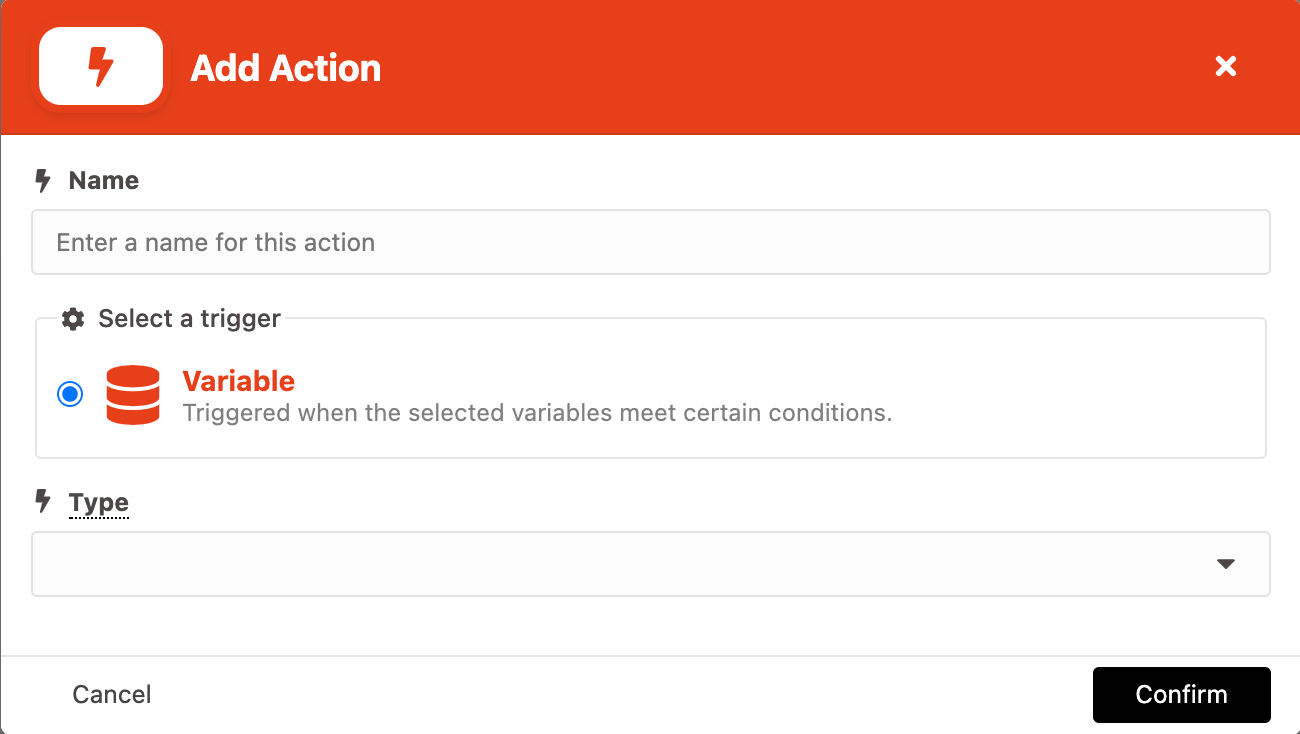 Add Action
Name
Enter a name for this action
Select a trigger
Variable
Triggered when the selected variables meet certain conditions.
Type
Cancel
Confirm